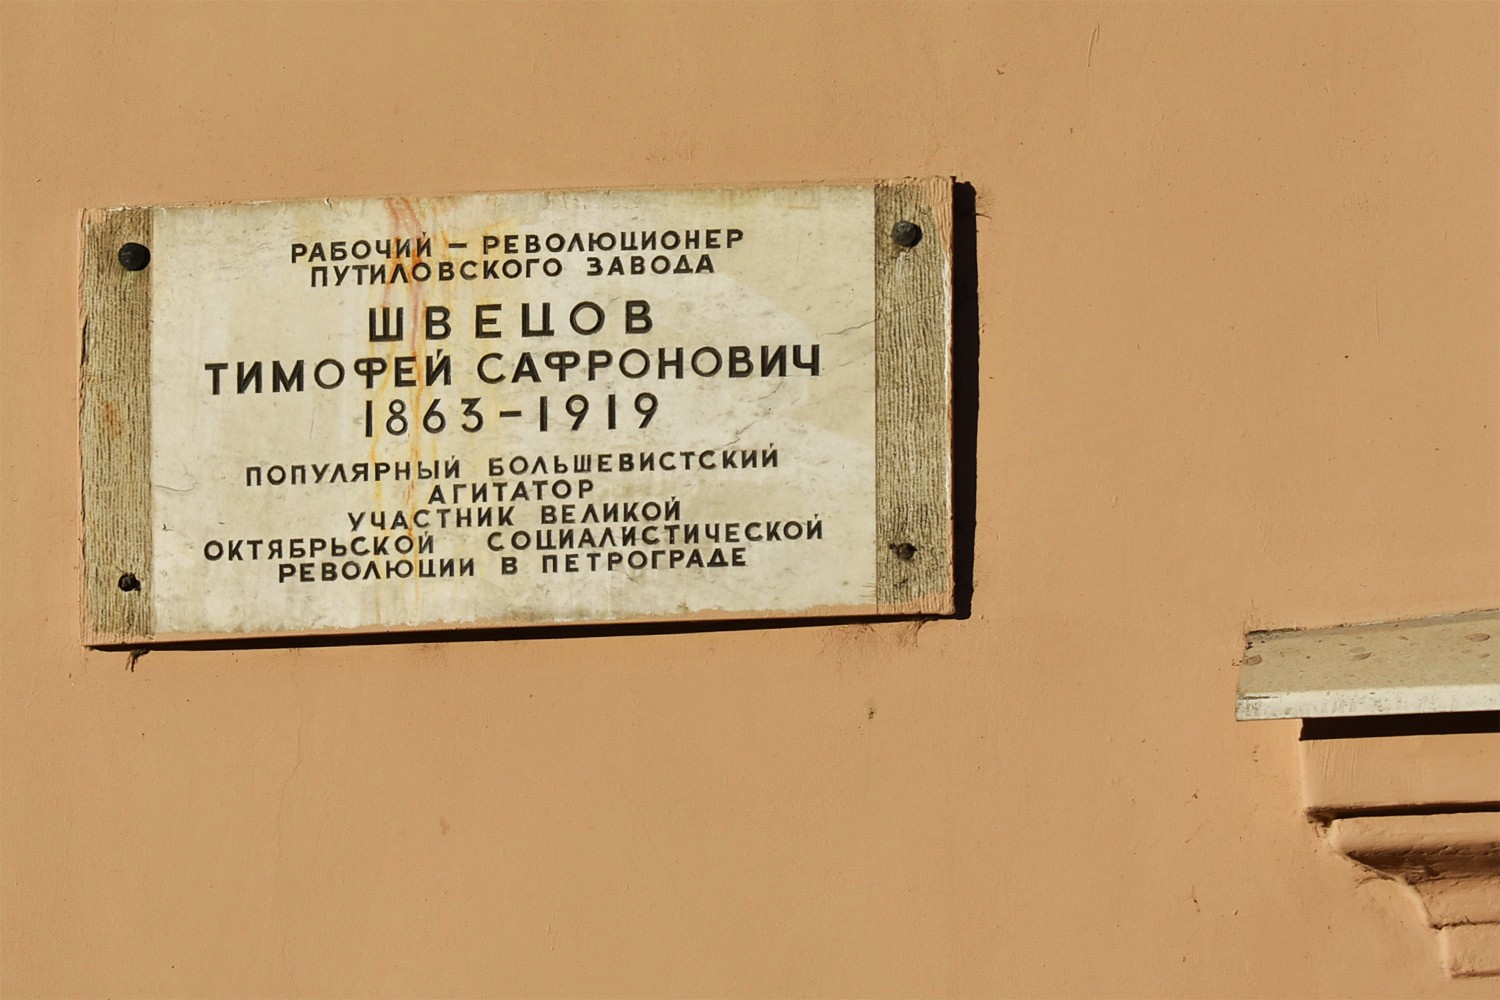 РАБОЧИЙ – РЕВОЛЮЦИОНЕР
ПУТИЛОВСКОГО ЗАВОДА
ШВЕЦОВ
ТИМОФЕЙ САФРОНОВИЧ
1863–1919
ПОПУЛЯРНЫЙ БОЛЬШЕВИСТСКИЙ
АГИТАТОР
УЧАСТНИК ВЕЛИКОЙ
ОКТЯБРЬСКОЙ СОЦИАЛИСТИЧЕСКОЙ
РЕВОЛЮЦИИ В ПЕТРОГРАДЕ